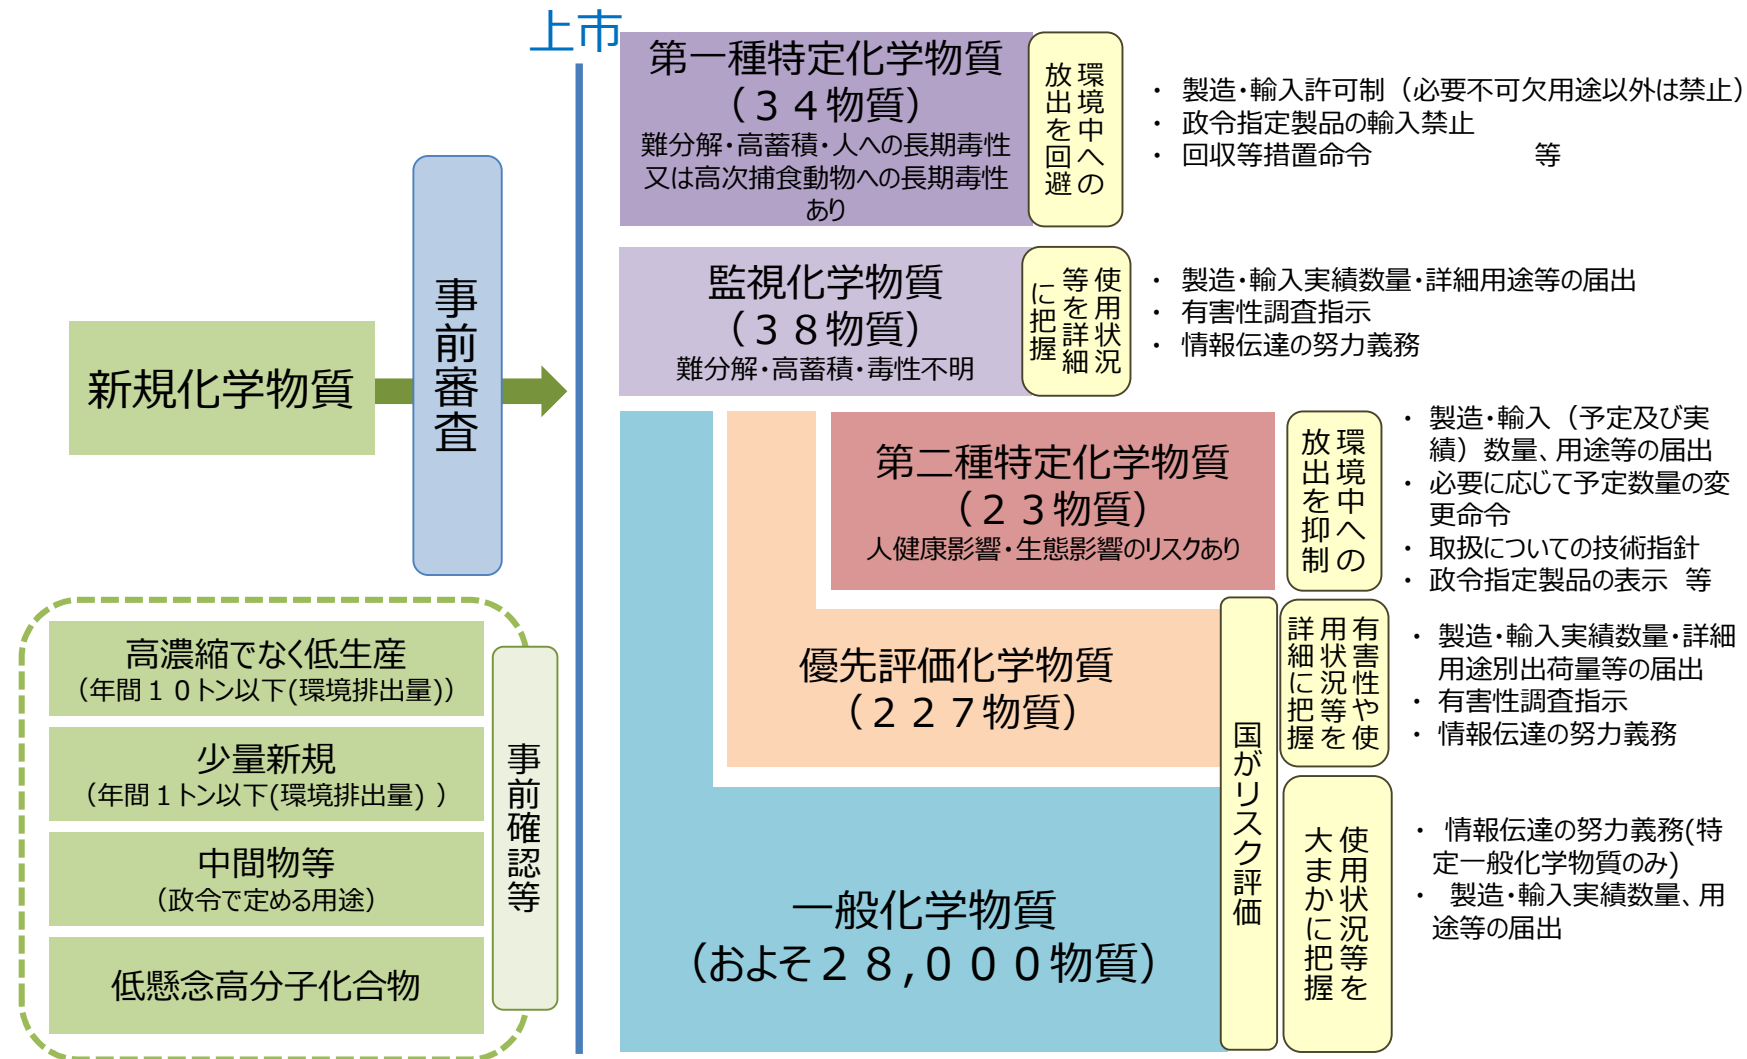 上市
新規化学物質
事前審査
高濃縮でなく低生産
（年間１０トン以下(環境排出量)）
少量新規
（年間１トン以下(環境排出量) ）
中間物等
（政令で定める用途）
低懸念高分子化合物
事前確認等
第一種特定化学物質
（３４物質）
難分解・高蓄積・人への長期毒性
又は高次捕食動物への長期毒性
あり
環境中への
放出を回避
・ 製造・輸入許可制（必要不可欠用途以外は禁止）
・ 政令指定製品の輸入禁止
・ 回収等措置命令 等
監視化学物質
（３８物質）
難分解・高蓄積・毒性不明
使用状況
等を詳細
に把握
・ 製造・輸入実績数量・詳細用途等の届出
・ 有害性調査指示
・ 情報伝達の努力義務
第二種特定化学物質
（２３物質）
人健康影響・生態影響のリスクあり
環境中への
放出を抑制
・ 製造・輸入（予定及び実
績）数量、用途等の届出
・ 必要に応じて予定数量の変
更命令
・ 取扱についての技術指針
・ 政令指定製品の表示 等
優先評価化学物質
（２２７物質）
国がリスク評価
有害性や使
用状況等を
詳細に把握
・ 製造・輸入実績数量・詳細
用途別出荷量等の届出
・ 有害性調査指示
・ 情報伝達の努力義務
一般化学物質
（およそ２８,０００物質）
使用状況等を
大まかに把握
・ 情報伝達の努力義務(特
定一般化学物質のみ)
・ 製造・輸入実績数量、用
途等の届出